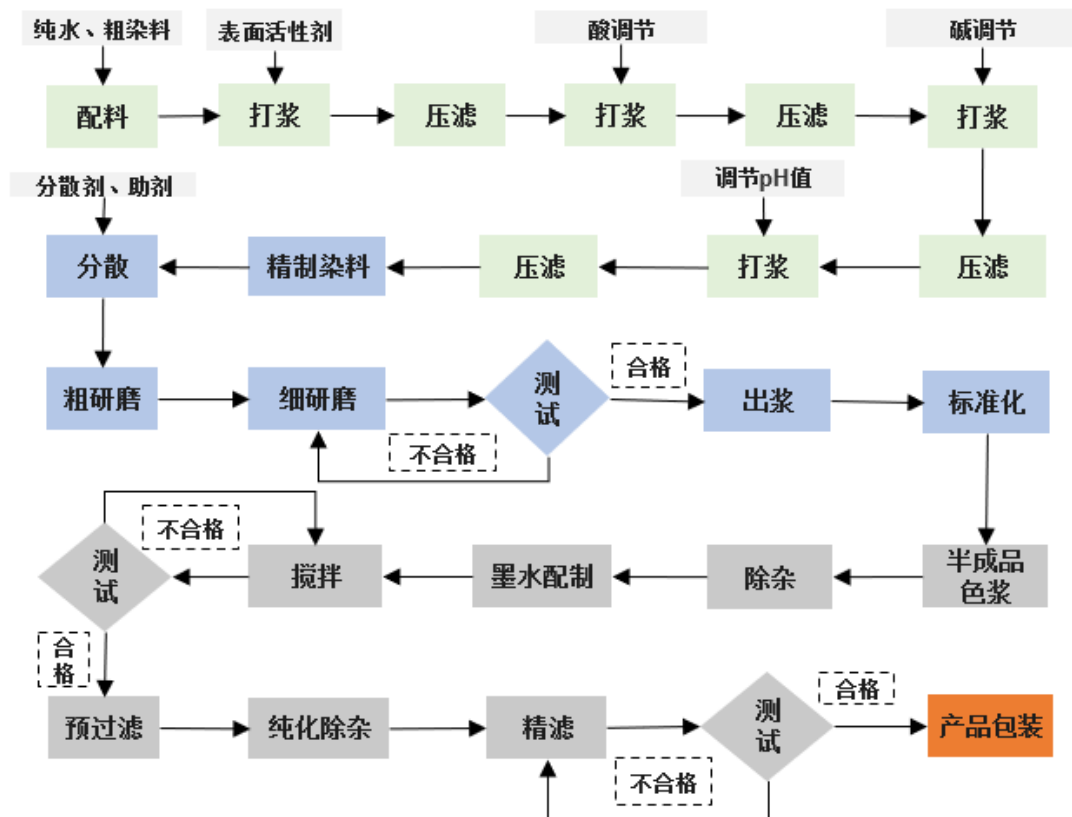 纯水、粗染料
表面活性剂
酸调节
碱调节
配料
打浆
压滤
打浆
压滤
打浆
分散剂、助剂
调节pH值
分散
精制染料
压滤
打浆
压滤
粗研磨
细研磨
测
试
合格
出浆
标准化
不合格
不合格
测
试
搅拌
墨水配制
除杂
半成品
色浆
合
格
预过滤
纯化除杂
精滤
测
试
合格
产品包装
不合格